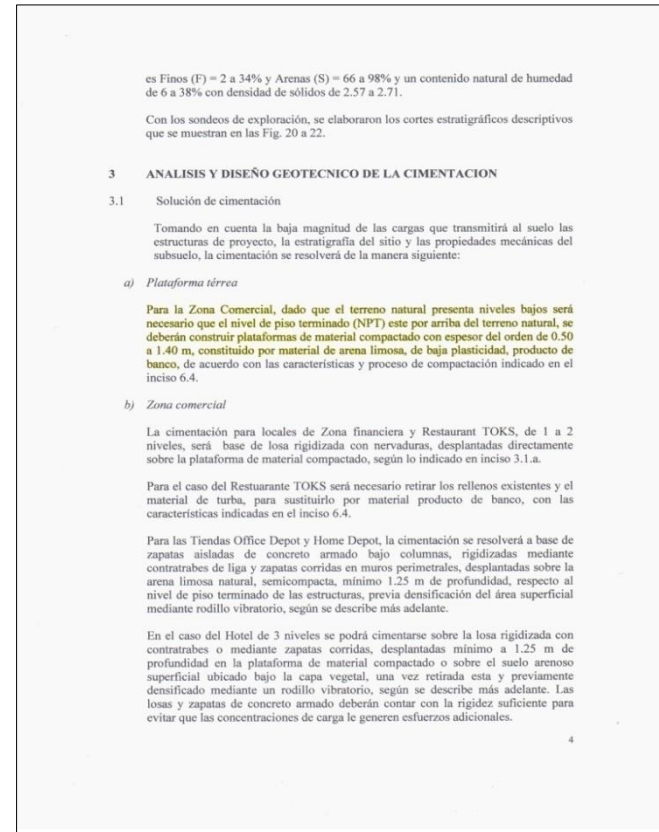 es Finos (F) = 2 a 34% y Arenas (S) = 66 a 98% y un contenido natural de humedad
de 6 a 38% con densidad de sólidos de 2.57 a 2.71.
Con los sondeos de exploración, se elaboraron los cortes estratigráficos descriptivos
que se muestran en las Fig. 20 a 22.
3 ANALISIS Y DISEÑO GEOTECNICO DE LA CIMENTACION
3.1 Solución de cimentación
Tomando en cuenta la baja magnitud de las cargas que transmitirá al suelo las
estructuras de proyecto, la estratigrafía del sitio y las propiedades mecánicas del
subsuelo, la cimentación se resolverá de la manera siguiente:
a) Plataforma térrea
Para la Zona Comercial, dado que el terreno natural presenta niveles bajos será
necesario que el nivel de piso terminado (NPT) este por arriba del terreno natural, se
deberán construir plataformas de material compactado con espesor del orden de 0.50
a 1.40 m, constituido por material de arena limosa, de baja plasticidad, producto de
banco, de acuerdo con las características y proceso de compactación indicado en el
inciso 6.4.
b) Zona comercial
La cimentación para locales de Zona financiera y Restaurant TOKS, de 1 a 2
niveles, será base de losa rigidizada con nervaduras, desplantadas directamente
sobre la plataforma de material compactado, según lo indicado en inciso 3.1.a.
Para el caso del Restuarante TOKS será necesario retirar los rellenos existentes y el
material de turba, para sustituirlo por material producto de banco, con las
características indicadas en el inciso 6.4.
Para las Tiendas Office Depot y Home Depot, la cimentación se resolverá a base de
zapatas aisladas de concreto armado bajo columnas, rigidizadas mediante
contratrabes de liga y zapatas corridas en muros perimetrales, desplantadas sobre la
arena limosa natural, semicompacta, mínimo 1.25 m de profundidad, respecto al
nivel de piso terminado de las estructuras, previa densificación del área superficial
mediante rodillo vibratorio, según se describe más adelante.
En el caso del Hotel de 3 niveles se podrá cimentarse sobre la losa rigidizada con
contratrabes o mediante zapatas corridas, desplantadas mínimo a 1.25 m de
profundidad en la plataforma de material compactado o sobre el suelo arenoso
superficial ubicado bajo la capa vegetal, una vez retirada esta y previamente
densificado mediante un rodillo vibratorio, según se describe más adelante. Las
losas y zapatas de concreto armado deberán contar con la rigidez suficiente para
evitar que las concentraciones de carga le generen esfuerzos adicionales.
4